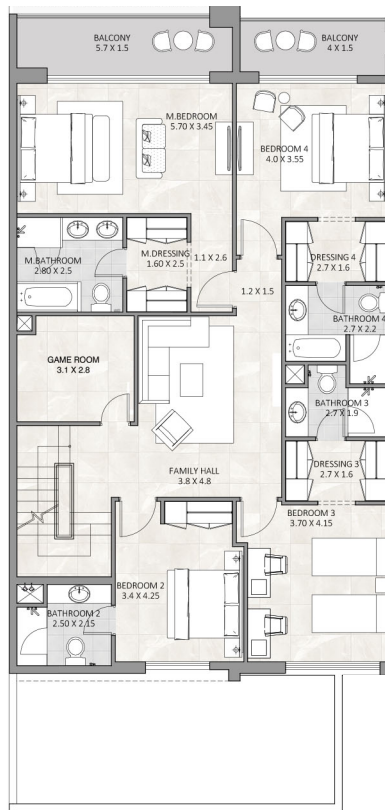 BALCONY
5.7 X 1.5
BALCONY
4 X 1.5
M.BEDROOM
5.70 X 3.45
BEDROOM 4
4.0 X 3.55
M.BATHROOM
2.80 X 2.5
M.DRESSING
1.60 X 2.5
1.1 X 2.6
DRESSING 4
2.7 X 1.6
1.2 X 1.5
BATHROOM 4
2.7 X 2.2
GAME ROOM
3.1 X 2.8
BATHROOM 3
2.7 X 1.9
FAMILY HALL
3.8 X 4.8
DRESSING 3
2.7 X 1.6
BEDROOM 3
3.70 X 4.15
BEDROOM 2
3.4 X 4.25
BATHROOM 2
2.50 X 2.15